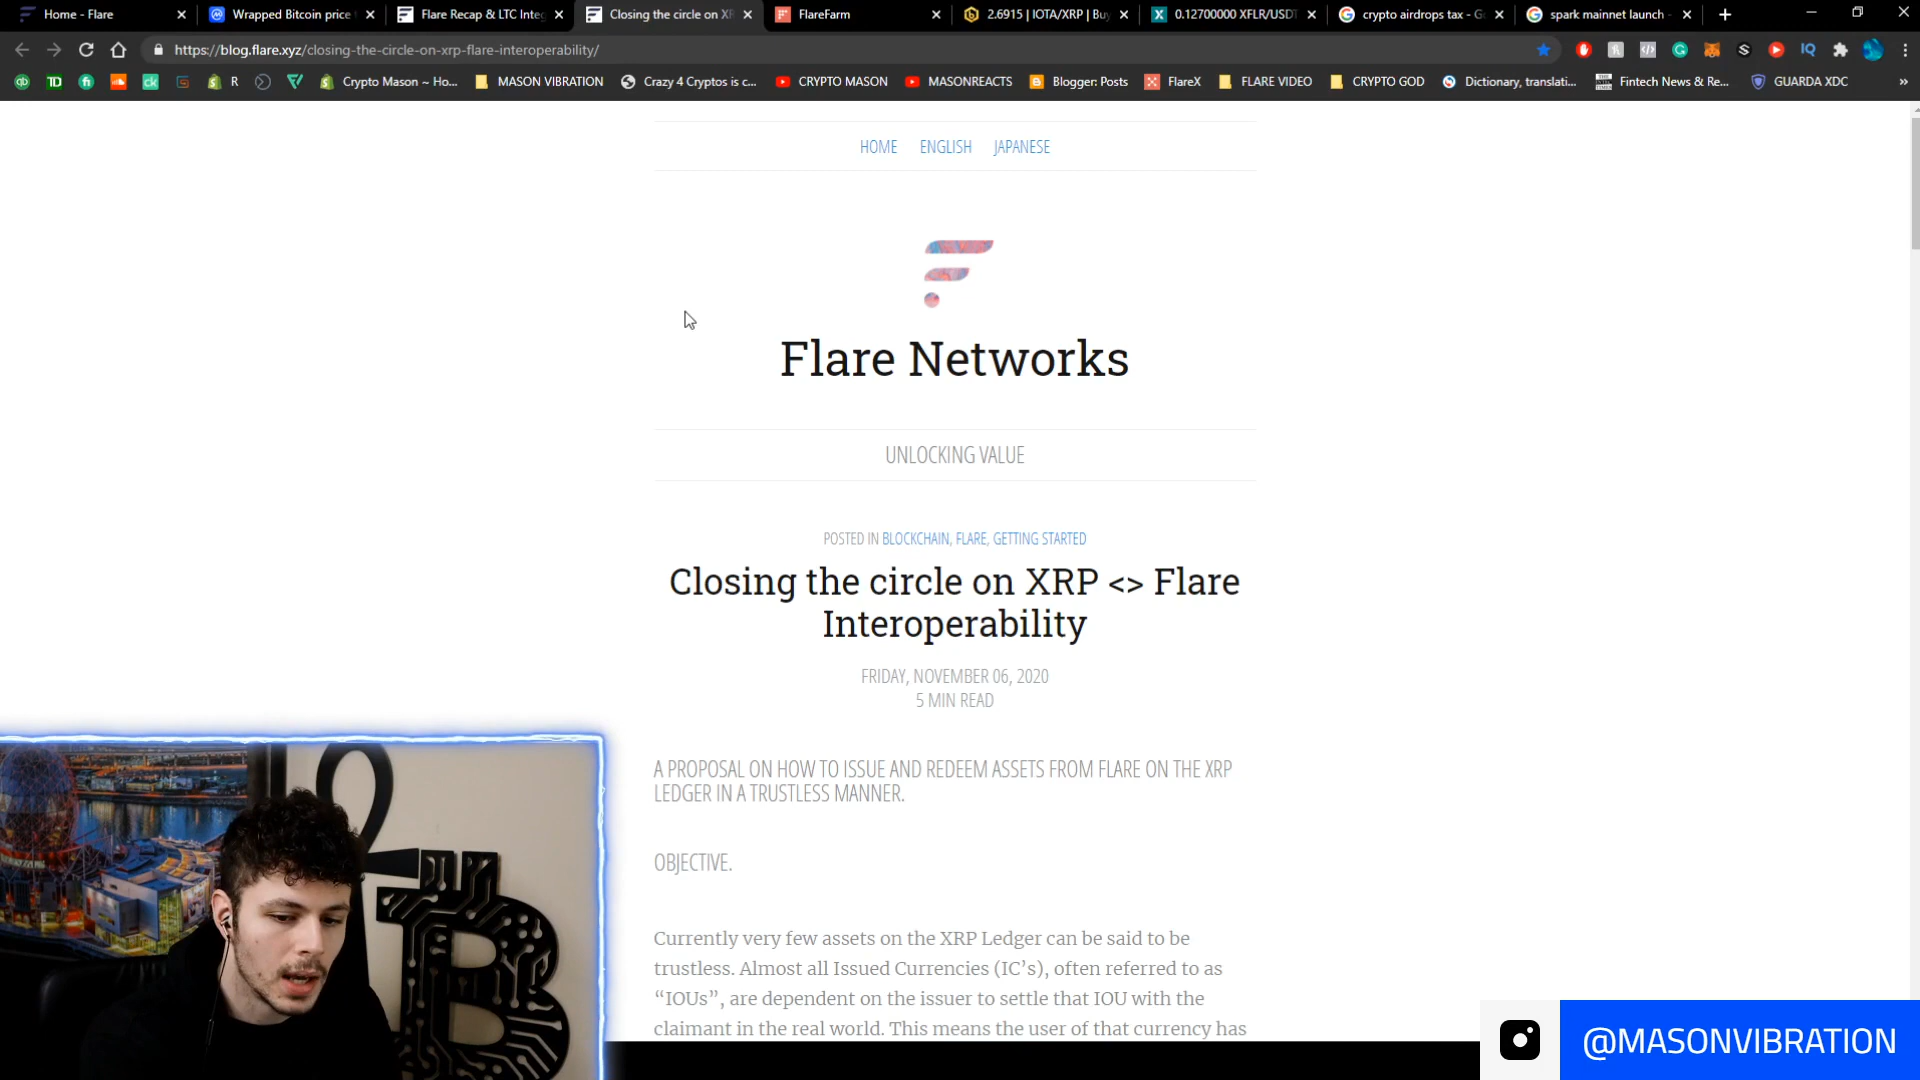 Home - Flare
Wrapped Bitcoin price
Flare Recap & LTC Inte
Closing the circle on XR
FlareFarm
2.6915 | IOTA/XRP | Bu
0.12700000 XFLR/USDT
crypto airdrops tax - G
spark mainnet launch -
https://blog.flare.xyz/closing-the-circle-on-xrp-flare-interoperability/
R
Crypto Mason ~ Ho...
MASON VIBRATION
Crazy 4 Cryptos is c...
CRYPTO MASON
MASONREACTS
Blogger: Posts
FlareX
FLARE VIDEO
CRYPTO GOD
Dictionary, translati...
Fintech News & Re...
GUARDA XDC
»
HOME ENGLISH JAPANESE
Flare Networks
UNLOCKING VALUE
POSTED IN BLOCKCHAIN, FLARE, GETTING STARTED
Closing the circle on XRP <> Flare
Interoperability
FRIDAY, NOVEMBER 06, 2020
5 MIN READ
A PROPOSAL ON HOW TO ISSUE AND REDEEM ASSETS FROM FLARE ON THE XRP
LEDGER IN A TRUSTLESS MANNER.
OBJECTIVE.
Currently very few assets on the XRP Ledger can be said to be
trustless. Almost all Issued Currencies (IC’s), often referred to as
“IOUs”, are dependent on the issuer to settle that IOU with the
claimant in the real world. This means the user of that currency has
@MASONVIBRATION